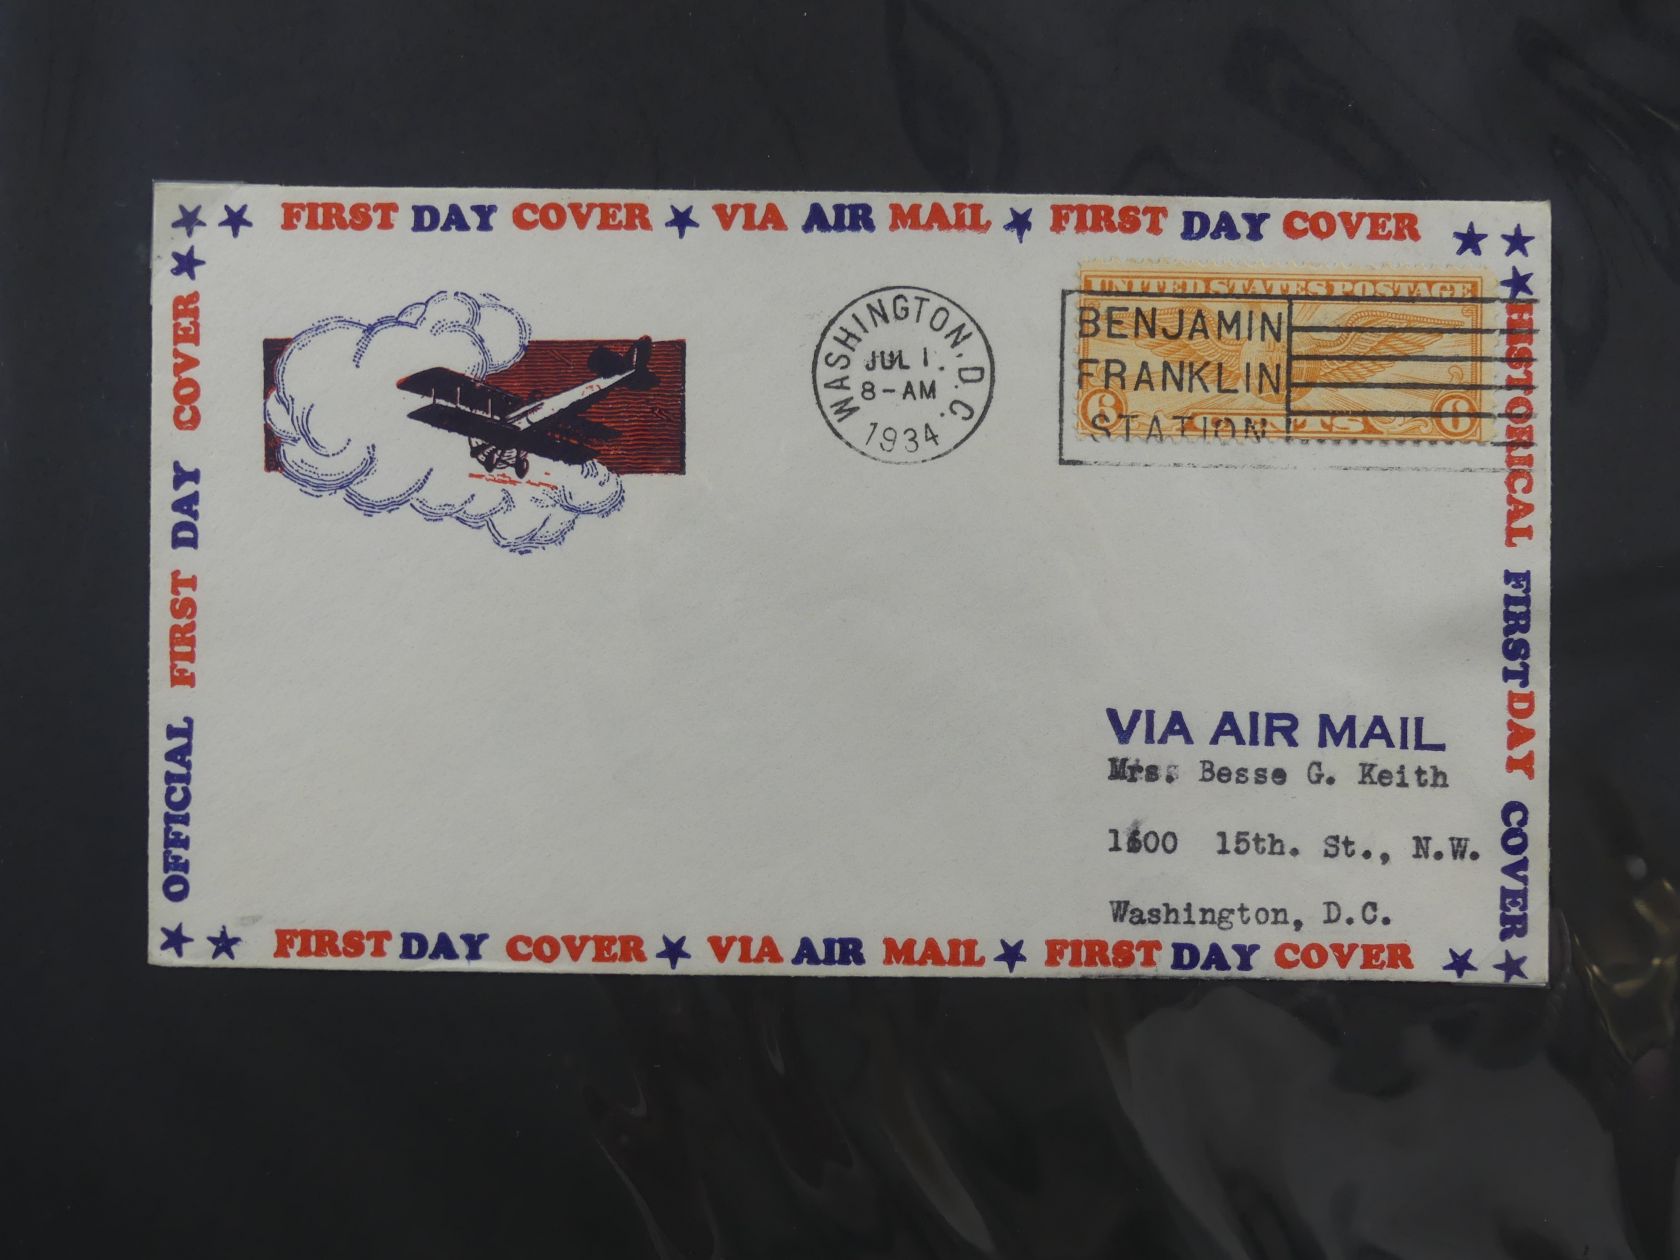 FIRST DAY COVER VIA AIR MAIL FIRST DAY COVER
OFFICIAL FIRST DAY COVER
WASHINGTON, D.C.
JUL 1.
8-AM
1934
UNITED STATES POSTAGE
BENJAMIN
FRANKLIN
STATION
6 CENTS 6
HISTORICAL FIRST DAY COVER
VIA AIR MAIL
Mrs. Besse G. Keith
1600 15th. St., N.W.
Washington, D.C.
FIRST DAY COVER VIA AIR MAIL FIRST DAY COVER